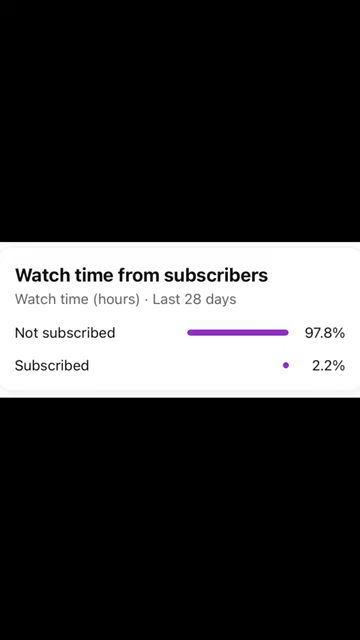 Watch time from subscribers
Watch time (hours) · Last 28 days
Not subscribed 97.8%
Subscribed 2.2%